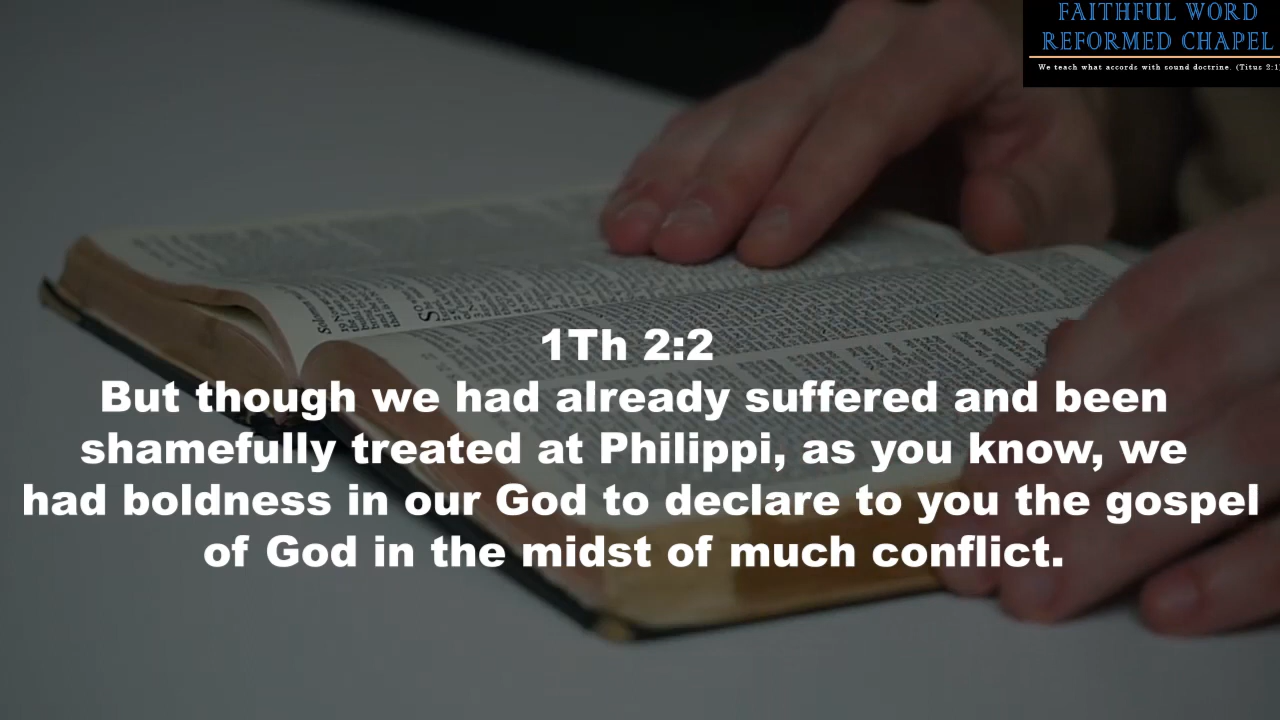 FAITHFUL WORD
REFORMED CHAPEL
We teach what accords with sound doctrine. (Titus 2:1
1Th 2:2
But though we had already suffered and been
shamefully treated at Philippi, as you know, we
had boldness in our God to declare to you the gospel
of God in the midst of much conflict.